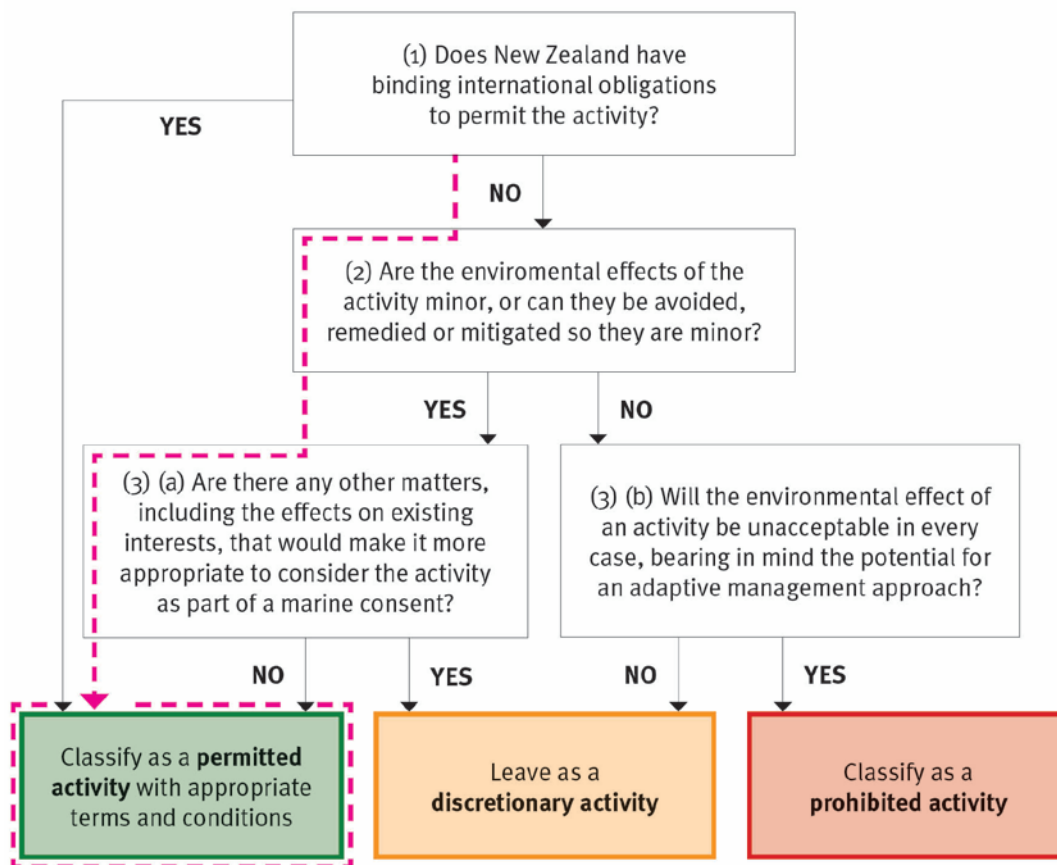 (1) Does New Zealand have
binding international obligations
to permit the activity?
YES
NO
(2) Are the enviromental effects of the
activity minor, or can they be avoided,
remedied or mitigated so they are minor?
YES
NO
(3) (a) Are there any other matters,
including the effects on existing
interests, that would make it more
appropriate to consider the activity
as part of a marine consent?
(3) (b) Will the environmental effect of
an activity be unacceptable in every
case, bearing in mind the potential for
an adaptive management approach?
NO
YES
NO
YES
Classify as a permitted
activity with appropriate
terms and conditions
Leave as a
discretionary activity
Classify as a
prohibited activity